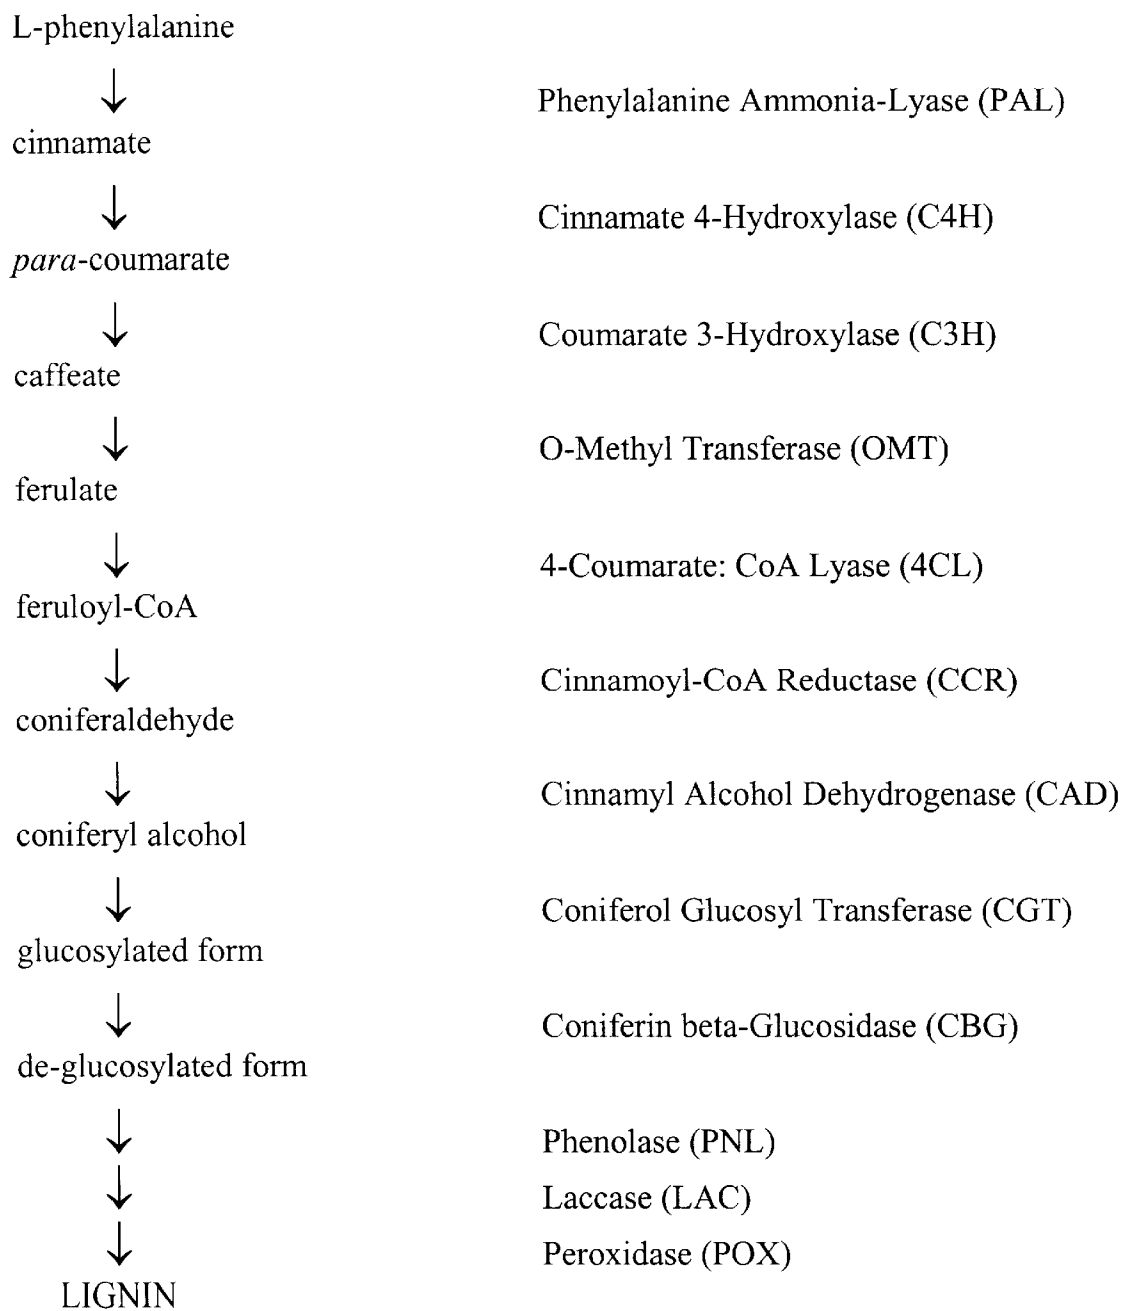 L-phenylalanine
Phenylalanine Ammonia-Lyase (PAL)
cinnamate
Cinnamate 4-Hydroxylase (C4H)
para-coumarate
Coumarate 3-Hydroxylase (C3H)
caffeate
O-Methyl Transferase (OMT)
ferulate
4-Coumarate: CoA Lyase (4CL)
feruloyl-CoA
Cinnamoyl-CoA Reductase (CCR)
coniferaldehyde
Cinnamyl Alcohol Dehydrogenase (CAD)
coniferyl alcohol
Coniferol Glucosyl Transferase (CGT)
glucosylated form
Coniferin beta-Glucosidase (CBG)
de-glucosylated form
Phenolase (PNL)
Laccase (LAC)
Peroxidase (POX)
LIGNIN